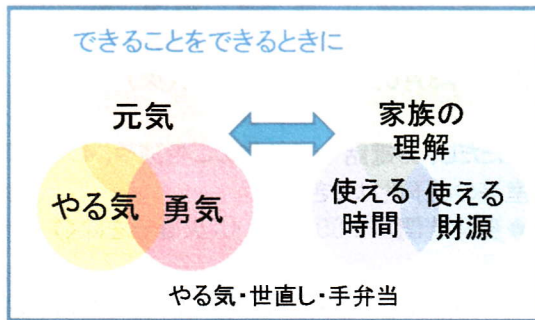 できることをできるときに
元気
家族の
理解
やる気
勇気
使える
時間
使える
財源
やる気・世直し・手弁当